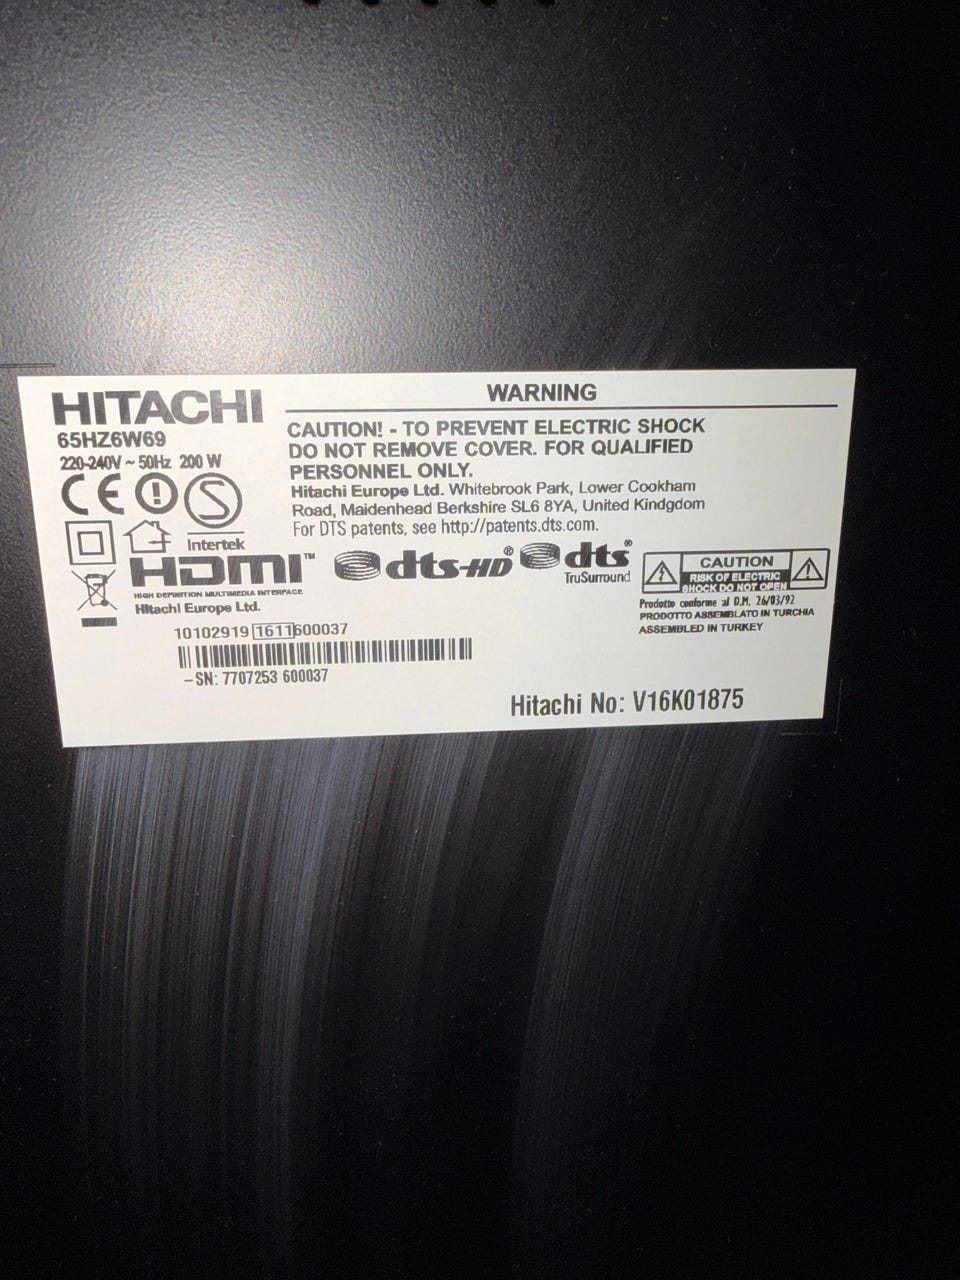 HITACHI
65HZ6W69
220-240V ~ 50Hz 200 W
CE
S
Intertek
HDMI™
HIGH DEFINITION MULTIMEDIA INTERFACE
Hitachi Europe Ltd.
WARNING
CAUTION! - TO PREVENT ELECTRIC SHOCK
DO NOT REMOVE COVER. FOR QUALIFIED
PERSONNEL ONLY.
Hitachi Europe Ltd. Whitebrook Park, Lower Cookham
Road, Maidenhead Berkshire SL6 8YA, United Kindgdom
For DTS patents, see http://patents.dts.com.
dts-HD®
dts®
TruSurround
CAUTION
RISK OF ELECTRIC
SHOCK DO NOT OPEN
Prodotto conforme al D.M. 26/03/92
PRODOTTO ASSEMBLATO IN TURCHIA
ASSEMBLED IN TURKEY
10102919 1611600037
–SN: 7707253 600037
Hitachi No: V16K01875